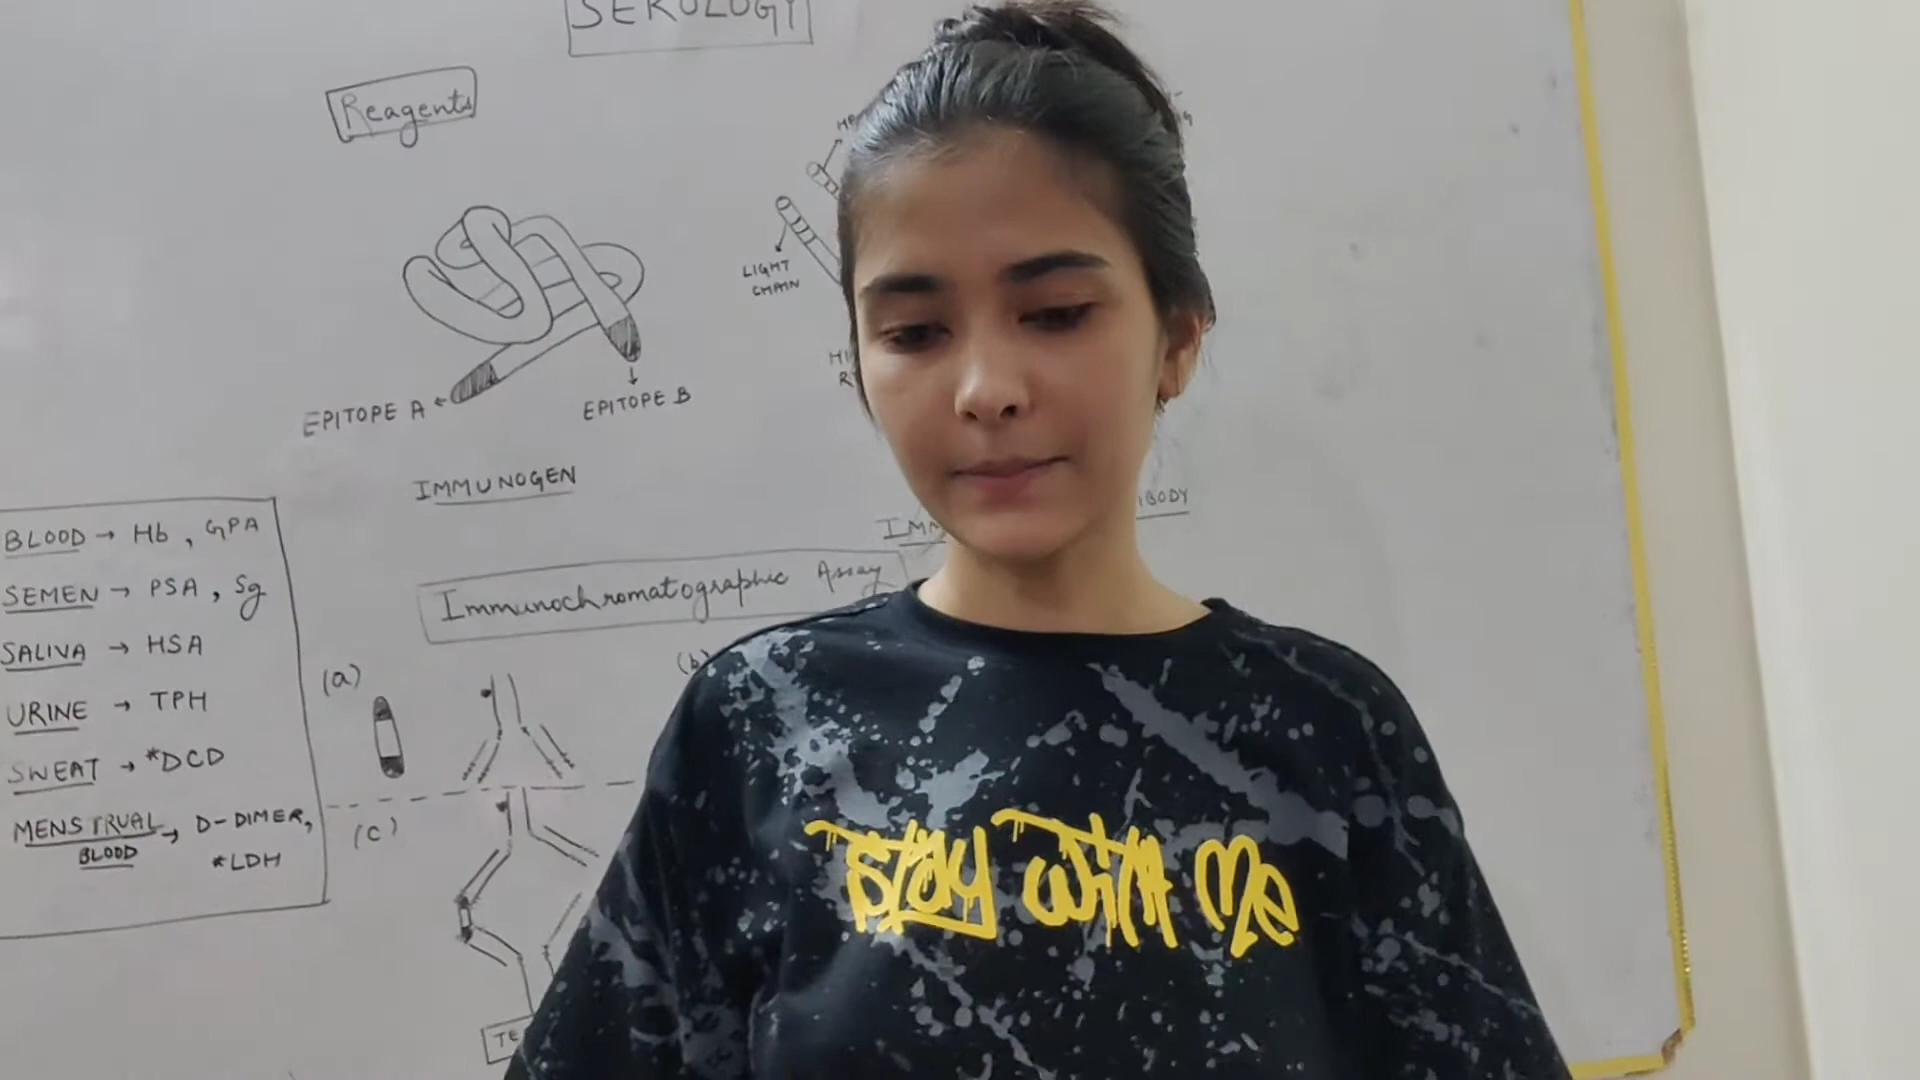 SEROLOGY
Reagents
LIGHT
CHAIN
EPITOPE A
EPITOPE B
IMMUNOGEN
Immunochromatographic Assay
BLOOD → Hb, GPA
SEMEN → PSA, Sg
SALIVA → HSA
URINE → TPH
SWEAT → *DCD
MENSTRUAL → D-DIMER,
BLOOD *LDH
(a)
(b)
(c)
stay with me